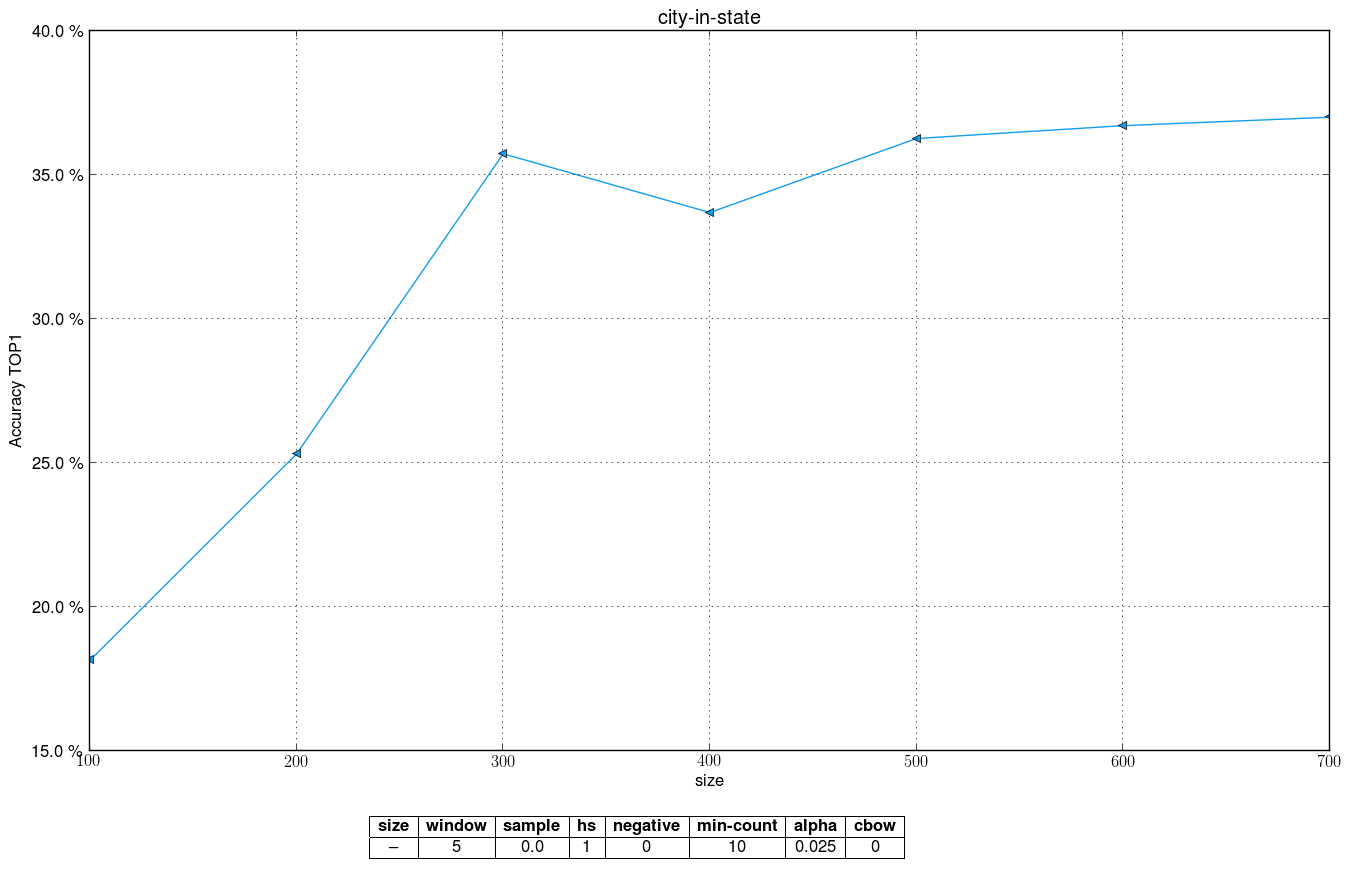 city-in-state
40.0 %
35.0 %
30.0 %
25.0 %
20.0 %
15.0 %
Accuracy TOP1
100 200 300 400 500 600 700
size
size window sample hs negative min-count alpha cbow
– 5 0.0 1 0 10 0.025 0